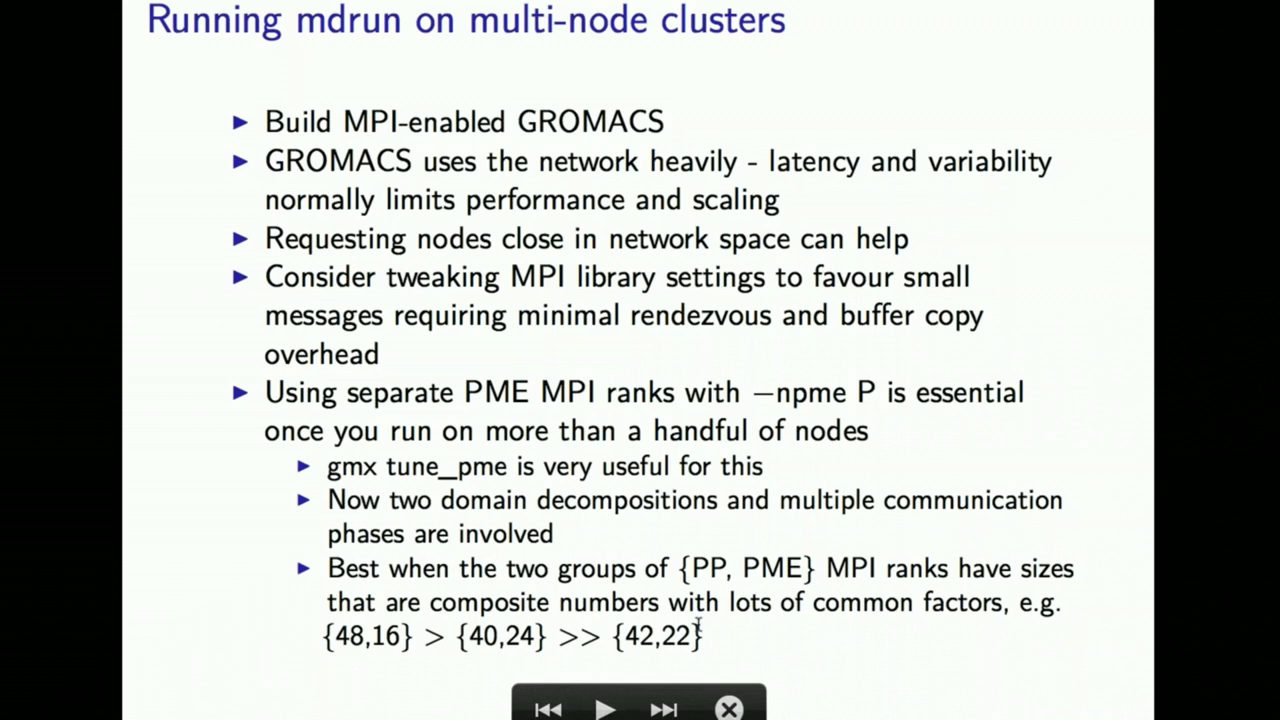 Running mdrun on multi-node clusters
Build MPI-enabled GROMACS
GROMACS uses the network heavily - latency and variability
normally limits performance and scaling
Requesting nodes close in network space can help
Consider tweaking MPI library settings to favour small
messages requiring minimal rendezvous and buffer copy
overhead
Using separate PME MPI ranks with –npme P is essential
once you run on more than a handful of nodes
gmx tune_pme is very useful for this
Now two domain decompositions and multiple communication
phases are involved
Best when the two groups of {PP, PME} MPI ranks have sizes
that are composite numbers with lots of common factors, e.g.
{48,16} > {40,24} >> {42,22}